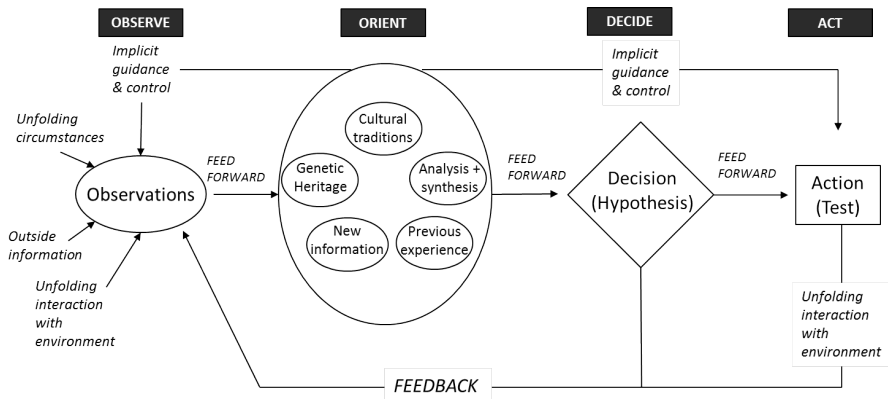 OBSERVE
ORIENT
DECIDE
ACT
Implicit
guidance
& control
Implicit
guidance
& control
Unfolding
circumstances
Observations
Outside
information
Unfolding
interaction
with
environment
FEED
FORWARD
Cultural
traditions
Genetic
Heritage
Analysis +
synthesis
New
information
Previous
experience
FEED
FORWARD
Decision
(Hypothesis)
FEED
FORWARD
Action
(Test)
Unfolding
interaction
with
environment
FEEDBACK